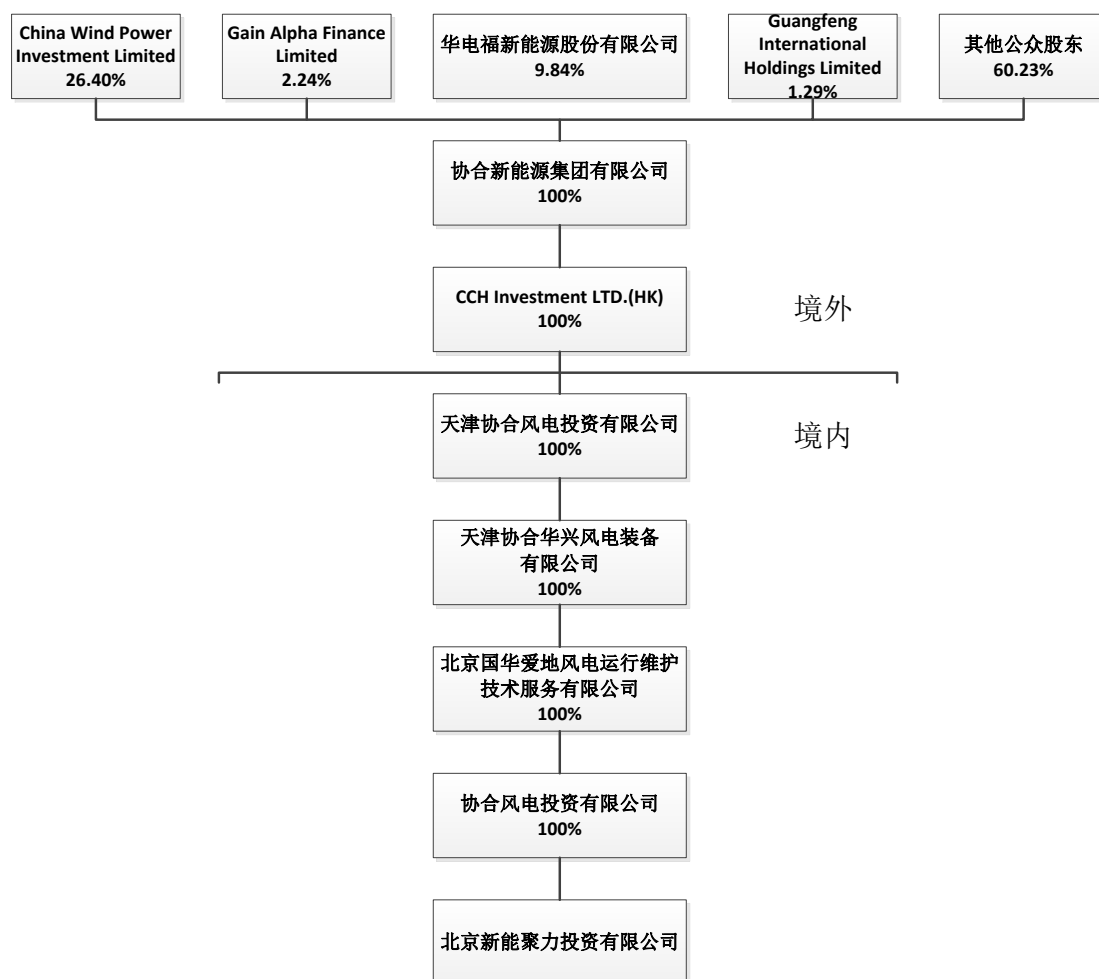 China Wind Power
Investment Limited
26.40%
Gain Alpha Finance
Limited
2.24%
华电福新能源股份有限公司
9.84%
Guangfeng
International
Holdings Limited
1.29%
其他公众股东
60.23%
协合新能源集团有限公司
100%
CCH Investment LTD.(HK)
100%
境外
境内
天津协合风电投资有限公司
100%
天津协合华兴风电装备
有限公司
100%
北京国华爱地风电运行维护
技术服务有限公司
100%
协合风电投资有限公司
100%
北京新能聚力投资有限公司